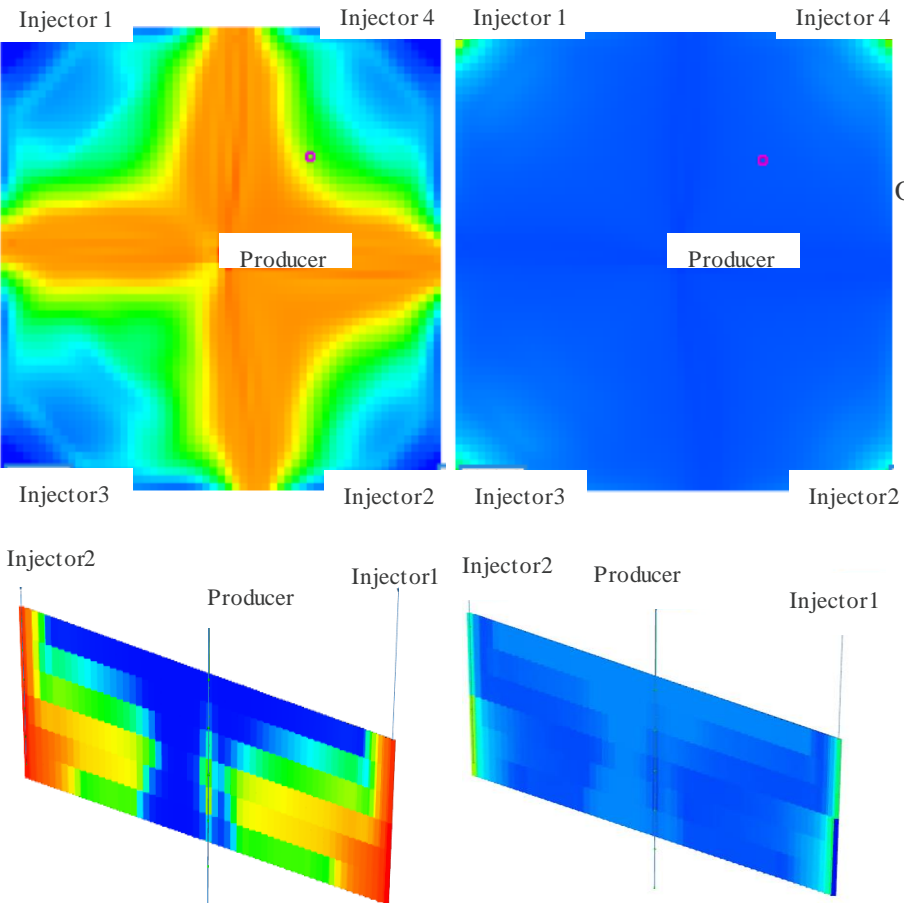 Injector 1
Injector 4
Injector 1
Injector 4
Producer
Producer
Injector3
Injector2
Injector3
Injector2
Injector2
Producer
Injector1
Injector2
Producer
Injector1